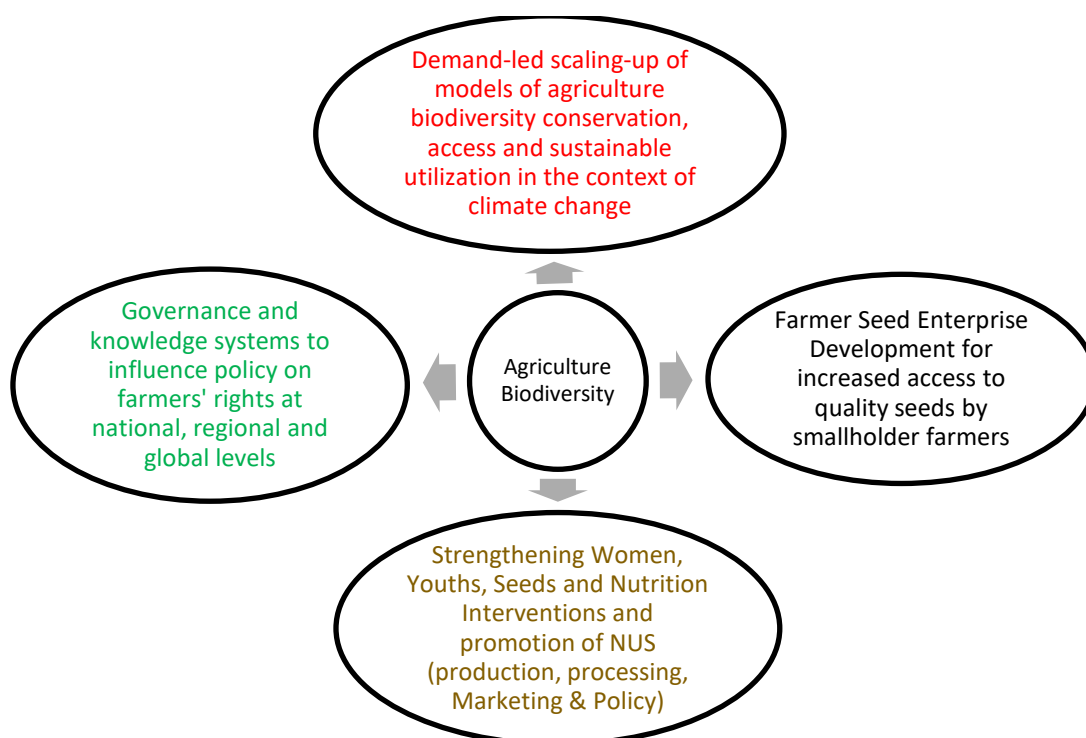 Demand-led scaling-up of
models of agriculture
biodiversity conservation,
access and sustainable
utilization in the context of
climate change
Governance and
knowledge systems to
influence policy on
farmers' rights at
national, regional and
global levels
Agriculture
Biodiversity
Farmer Seed Enterprise
Development for
increased access to
quality seeds by
smallholder farmers
Strengthening Women,
Youths, Seeds and Nutrition
Interventions and
promotion of NUS
(production, processing,
Marketing & Policy)